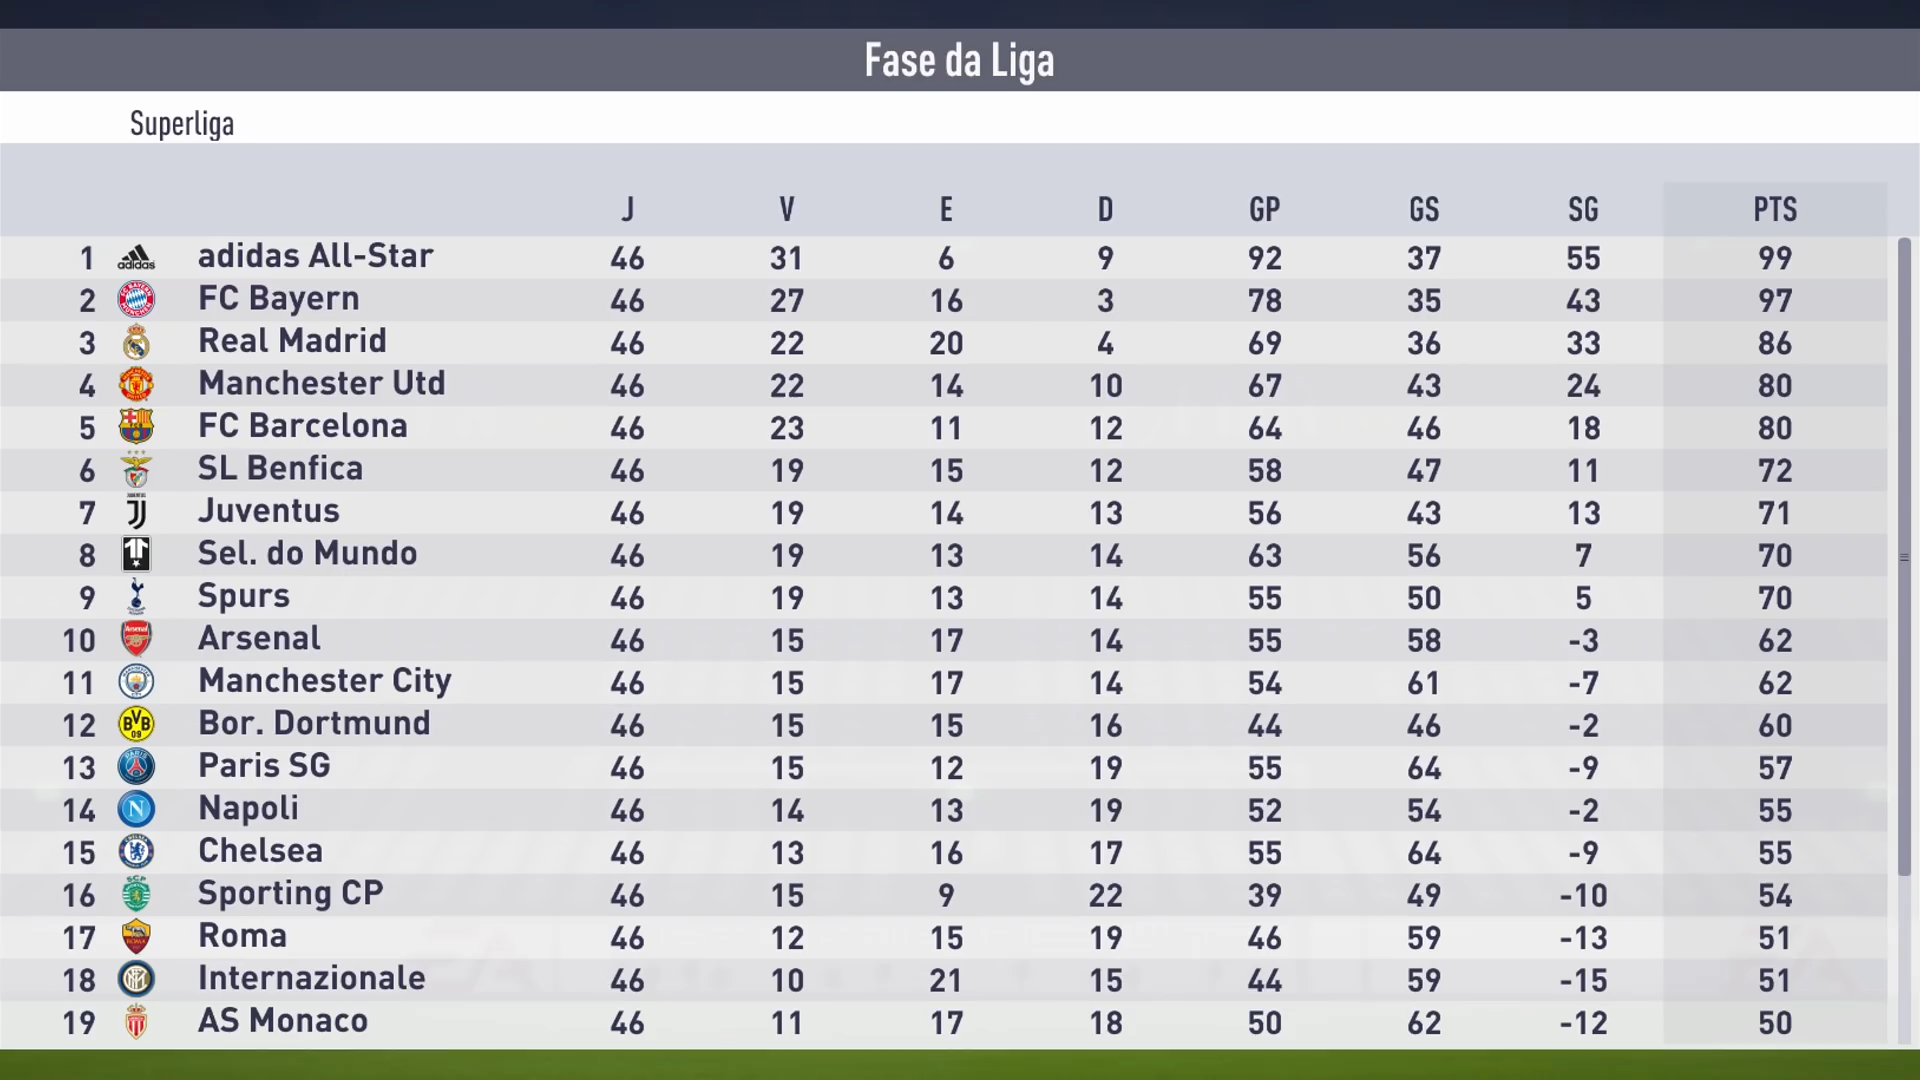 Fase da Liga
Superliga
J V E D GP GS SG PTS
1 adidas adidas All-Star 46 31 6 9 92 37 55 99
2 FC Bayern 46 27 16 3 78 35 43 97
3 Real Madrid 46 22 20 4 69 36 33 86
4 Manchester Utd 46 22 14 10 67 43 24 80
5 FC Barcelona 46 23 11 12 64 46 18 80
6 SL Benfica 46 19 15 12 58 47 11 72
7 Juventus 46 19 14 13 56 43 13 71
8 Sel. do Mundo 46 19 13 14 63 56 7 70
9 Spurs 46 19 13 14 55 50 5 70
10 Arsenal Arsenal 46 15 17 14 55 58 -3 62
11 Manchester City 46 15 17 14 54 61 -7 62
12 BVB 09 Bor. Dortmund 46 15 15 16 44 46 -2 60
13 PARIS Paris SG 46 15 12 19 55 64 -9 57
14 N Napoli 46 14 13 19 52 54 -2 55
15 Chelsea 46 13 16 17 55 64 -9 55
16 SCP Sporting CP 46 15 9 22 39 49 -10 54
17 ROMA Roma 46 12 15 19 46 59 -13 51
18 Internazionale 46 10 21 15 44 59 -15 51
19 AS Monaco 46 11 17 18 50 62 -12 50